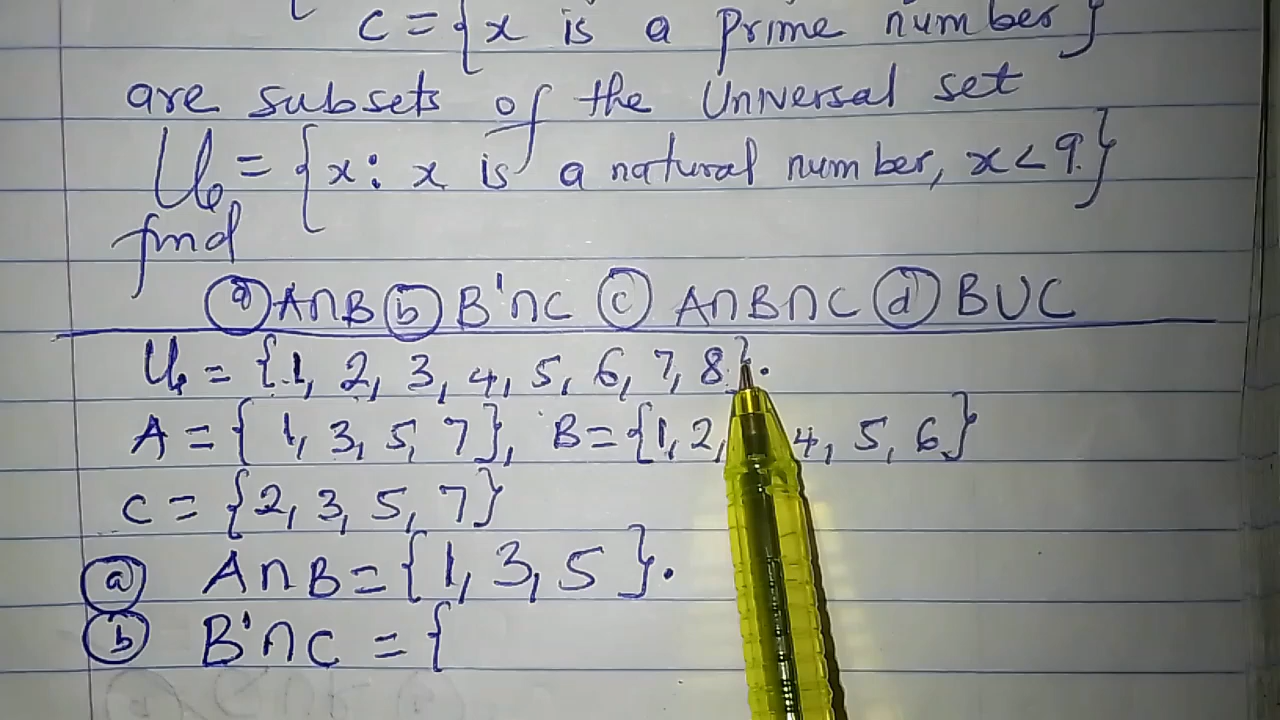 C = {x is a Prime number}
are subsets of the Universal set
U = {x: x is a natural number, x < 9}
find
(a) A∩B (b) B'∩C (c) A∩B∩C (d) B∪C
U = {1, 2, 3, 4, 5, 6, 7, 8}.
A = {1, 3, 5, 7}, B = {1, 2, 4, 5, 6}
C = {2, 3, 5, 7}
(a) A∩B = {1, 3, 5}.
(b) B'∩C = {